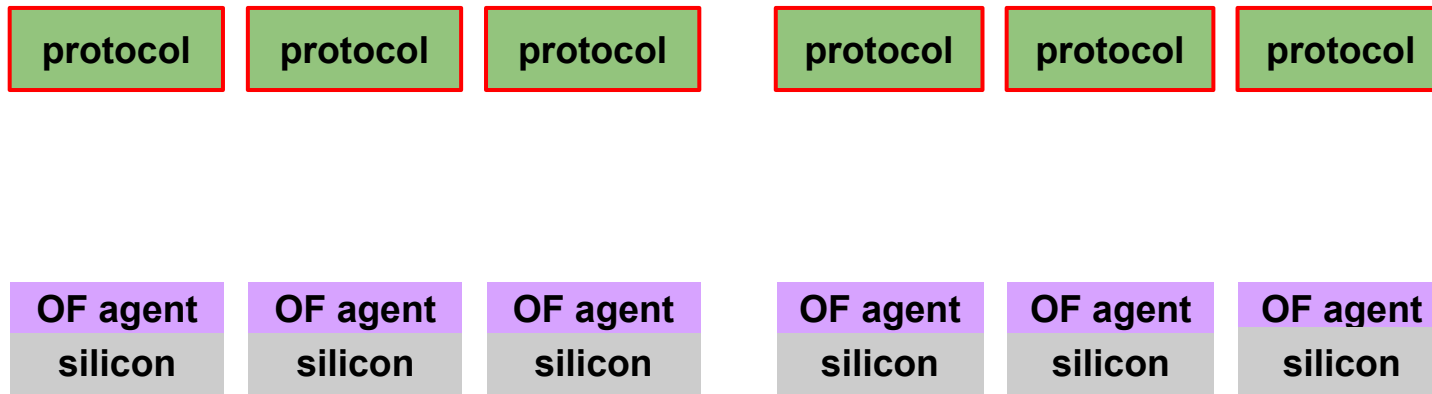 protocol protocol protocol protocol protocol protocol
OF agent OF agent OF agent OF agent OF agent OF agent
silicon silicon silicon silicon silicon silicon